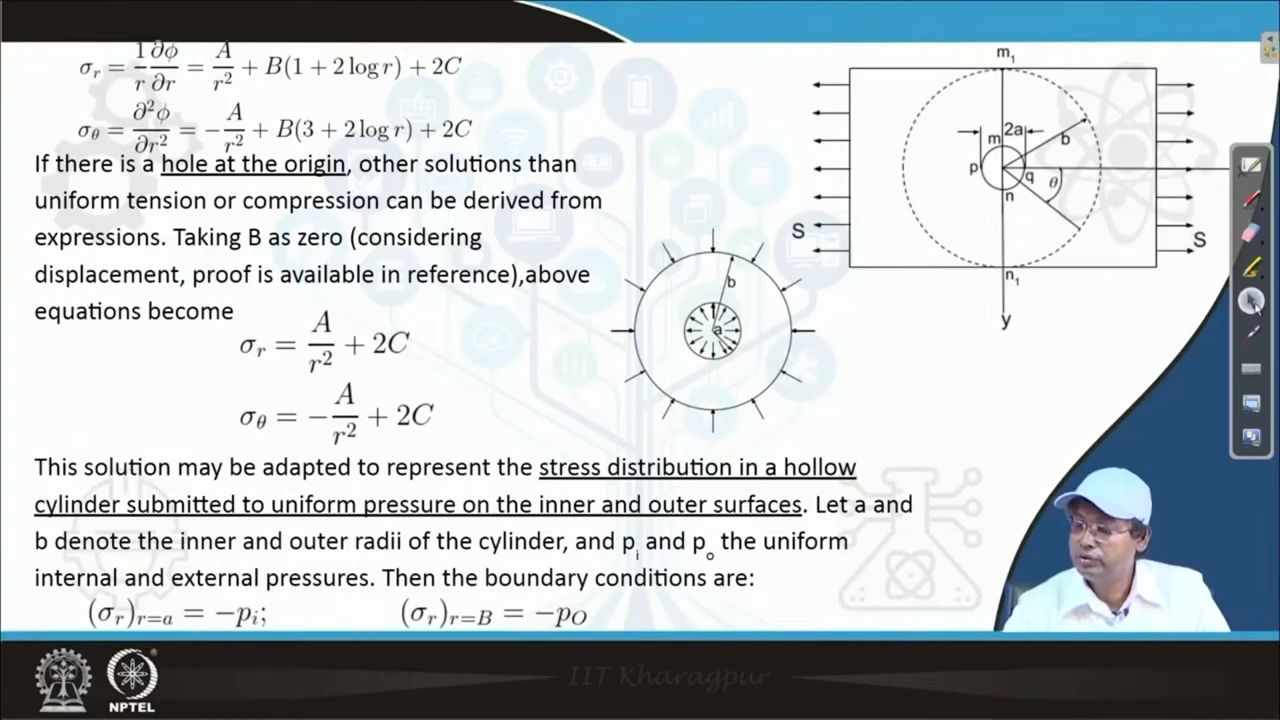 σ_r = 1/r ∂ϕ/∂r = A/r² + B(1 + 2 log r) + 2C
σ_θ = ∂²ϕ/∂r² = −A/r² + B(3 + 2 log r) + 2C
If there is a hole at the origin, other solutions than
uniform tension or compression can be derived from
expressions. Taking B as zero (considering
displacement, proof is available in reference),above
equations become
σ_r = A/r² + 2C
σ_θ = −A/r² + 2C
This solution may be adapted to represent the stress distribution in a hollow
cylinder submitted to uniform pressure on the inner and outer surfaces. Let a and
b denote the inner and outer radii of the cylinder, and p_i and p_o the uniform
internal and external pressures. Then the boundary conditions are:
(σ_r)_{r=a} = −p_i; (σ_r)_{r=B} = −p_O
m₁
2a
m
b
p
q
θ
n
S
S
n₁
y
b
a
IIT Kharagpur
NPTEL
®